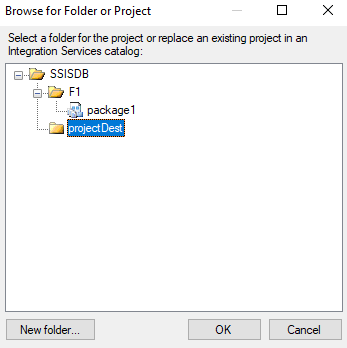 Browse for Folder or Project
Select a folder for the project or replace an existing project in an
Integration Services catalog:
SSISDB
F1
package1
projectDest
New folder...
OK
Cancel